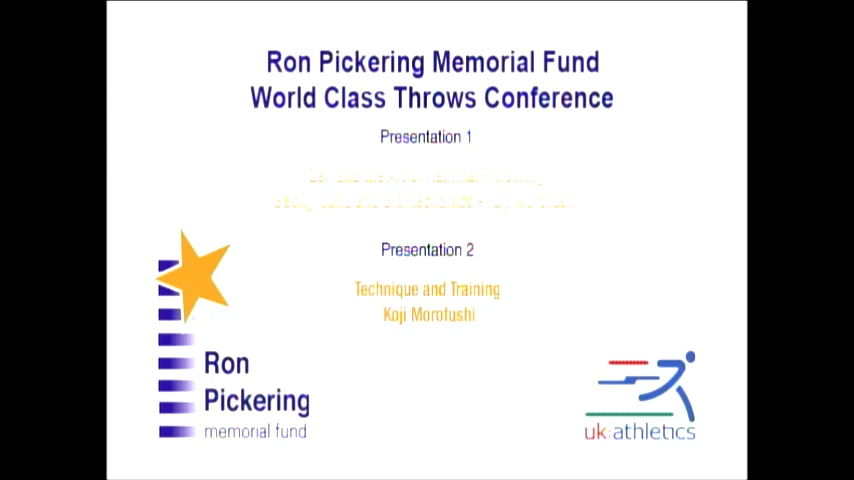 Ron Pickering Memorial Fund
World Class Throws Conference
Presentation 1
Presentation 2
Technique and Training
Koji Morofushi
Ron
Pickering
memorial fund
uk:athletics